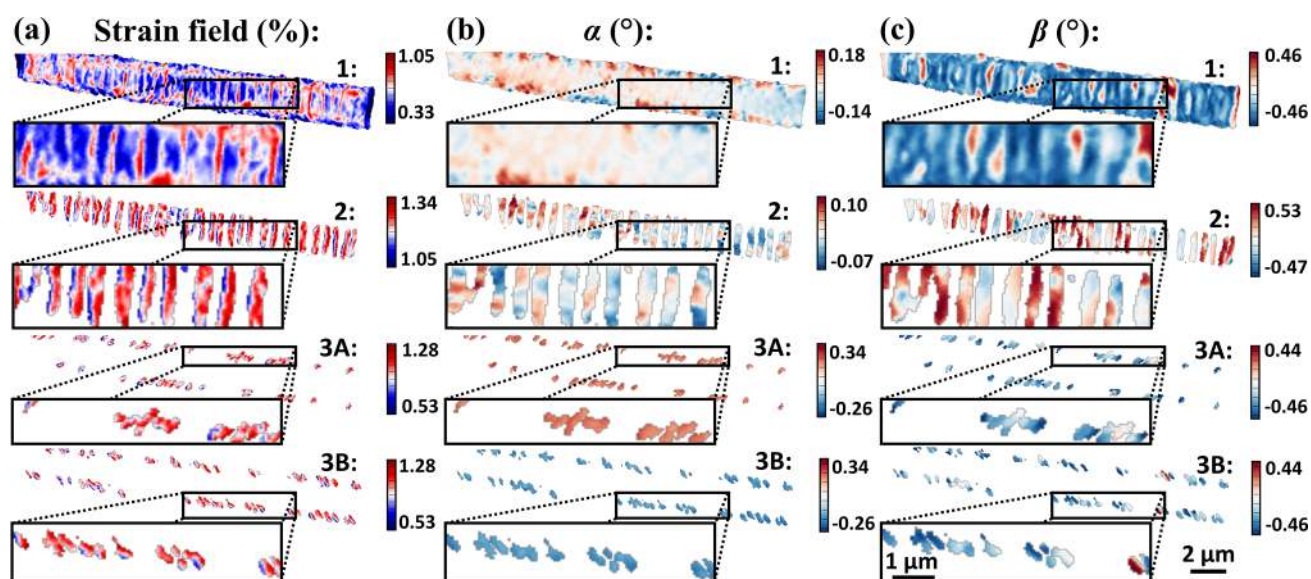 (a) Strain field (%): (b) α (°): (c) β (°):
1: 1.05 1: 0.18 1: 0.46
0.33 -0.14 -0.46
2: 1.34 2: 0.10 2: 0.53
1.05 -0.07 -0.47
3A: 1.28 3A: 0.34 3A: 0.44
0.53 -0.26 -0.46
3B: 1.28 3B: 0.34 3B: 0.44
0.53 -0.26 -0.46
1 μm 2 μm